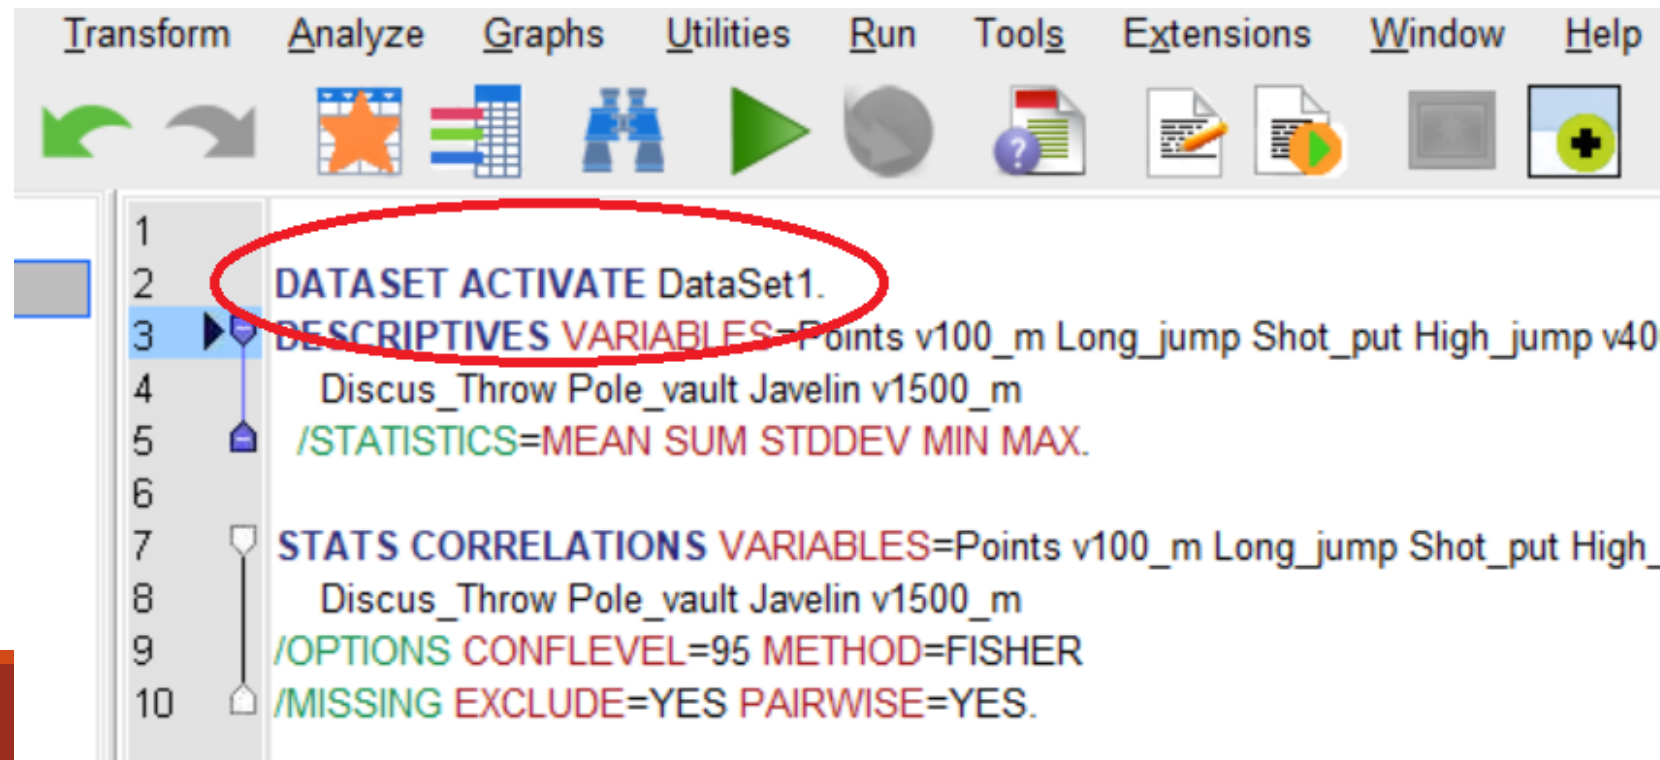 Transform Analyze Graphs Utilities Run Tools Extensions Window Help
1
2 DATASET ACTIVATE DataSet1.
3 DESCRIPTIVES VARIABLES=Points v100_m Long_jump Shot_put High_jump v40
4 Discus_Throw Pole_vault Javelin v1500_m
5 /STATISTICS=MEAN SUM STDDEV MIN MAX.
6
7 STATS CORRELATIONS VARIABLES=Points v100_m Long_jump Shot_put High_
8 Discus_Throw Pole_vault Javelin v1500_m
9 /OPTIONS CONFLEVEL=95 METHOD=FISHER
10 /MISSING EXCLUDE=YES PAIRWISE=YES.